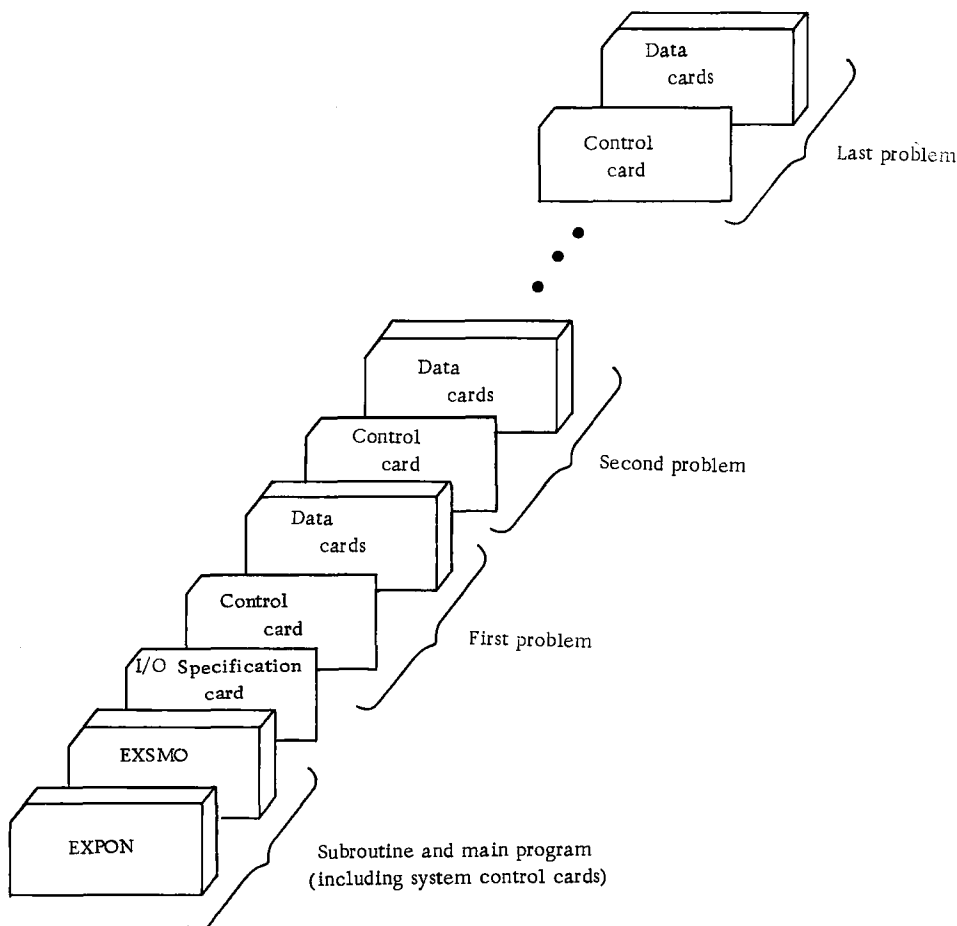 Data
cards
Control
card
Last problem
Data
cards
Control
card
Second problem
Data
cards
Control
card
First problem
I/O Specification
card
EXSMO
EXPON
Subroutine and main program
(including system control cards)